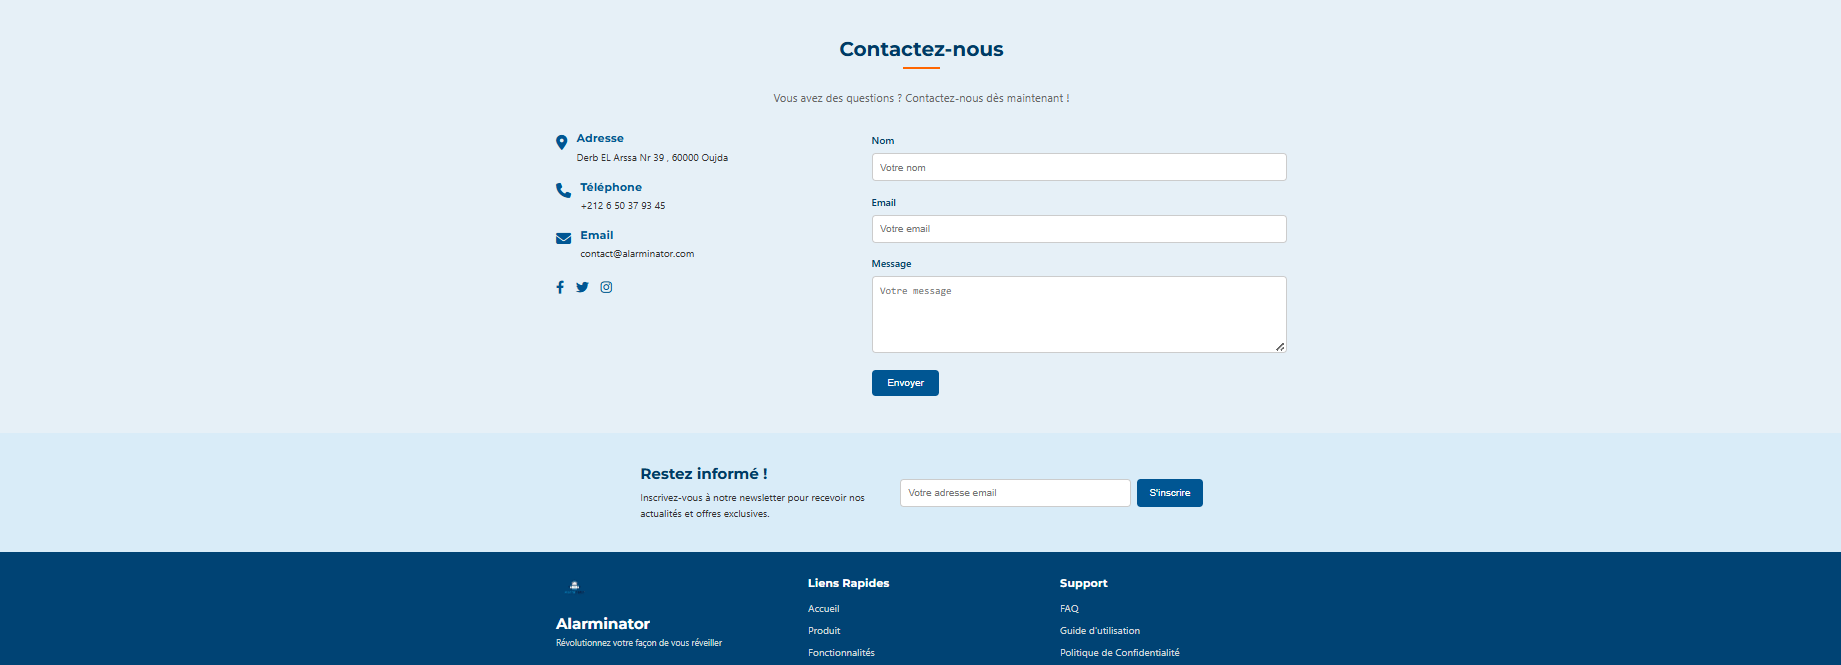 Contactez-nous
Vous avez des questions ? Contactez-nous dès maintenant !
Adresse
Derb EL Arssa Nr 39 , 60000 Oujda
Téléphone
+212 6 50 37 93 45
Email
contact@alarminator.com
Nom
Votre nom
Email
Votre email
Message
Votre message
Envoyer
Restez informé !
Inscrivez-vous à notre newsletter pour recevoir nos
actualités et offres exclusives.
Votre adresse email
S'inscrire
Alarminator
Révolutionnez votre façon de vous réveiller
Liens Rapides
Accueil
Produit
Fonctionnalités
Support
FAQ
Guide d'utilisation
Politique de Confidentialité